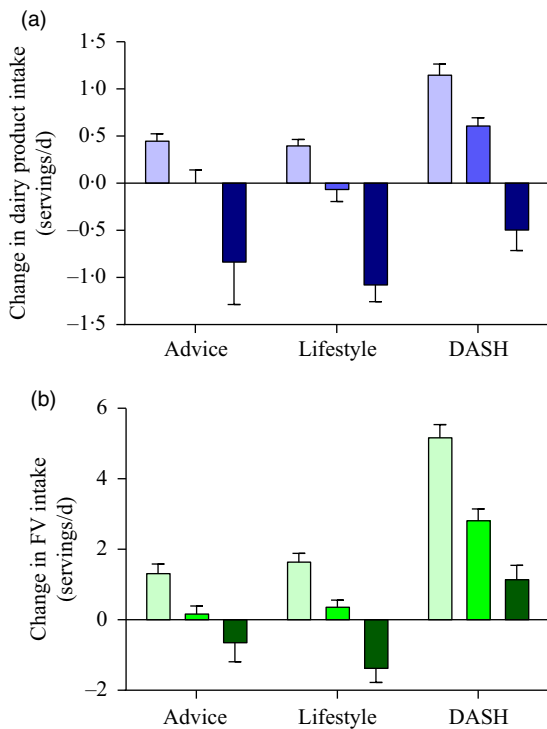 (a)
1·5
1·0
0·5
0·0
–0·5
–1·0
–1·5
Change in dairy product intake
(servings/d)
Advice Lifestyle DASH
(b)
6
4
2
0
–2
Change in FV intake
(servings/d)
Advice Lifestyle DASH